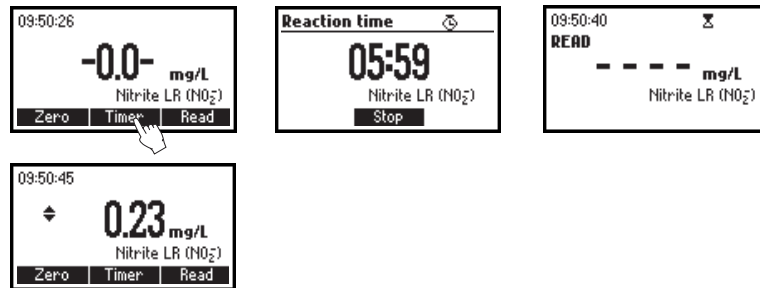 09:50:26
-0.0- mg/L
Nitrite LR (NO₂⁻)
Zero Timer Read
Reaction time
05:59
Nitrite LR (NO₂⁻)
Stop
09:50:40
READ
- - - - mg/L
Nitrite LR (NO₂⁻)
09:50:45
0.23 mg/L
Nitrite LR (NO₂⁻)
Zero Timer Read